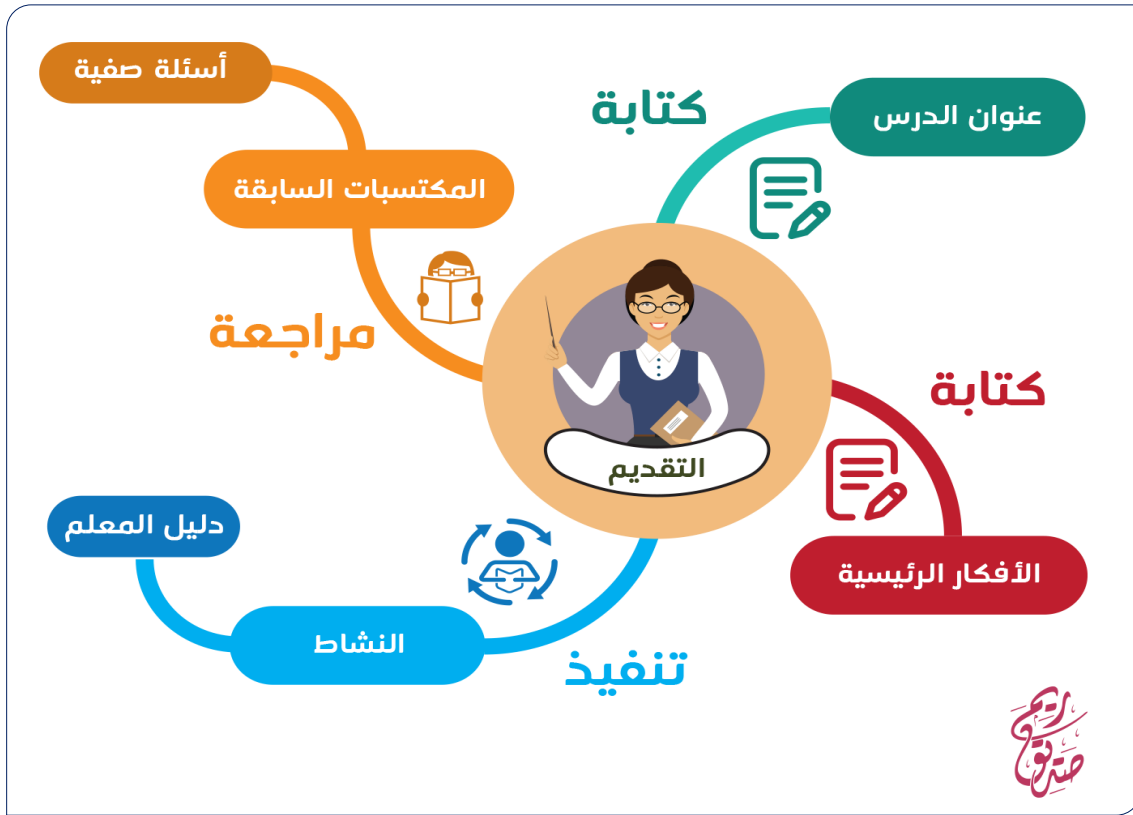 عنوان الدرس
كتابة
كتابة
الأفكار الرئيسية
التقديم
أسئلة صفية
المكتسبات السابقة
مراجعة
دليل المعلم
النشاط
تنفيذ